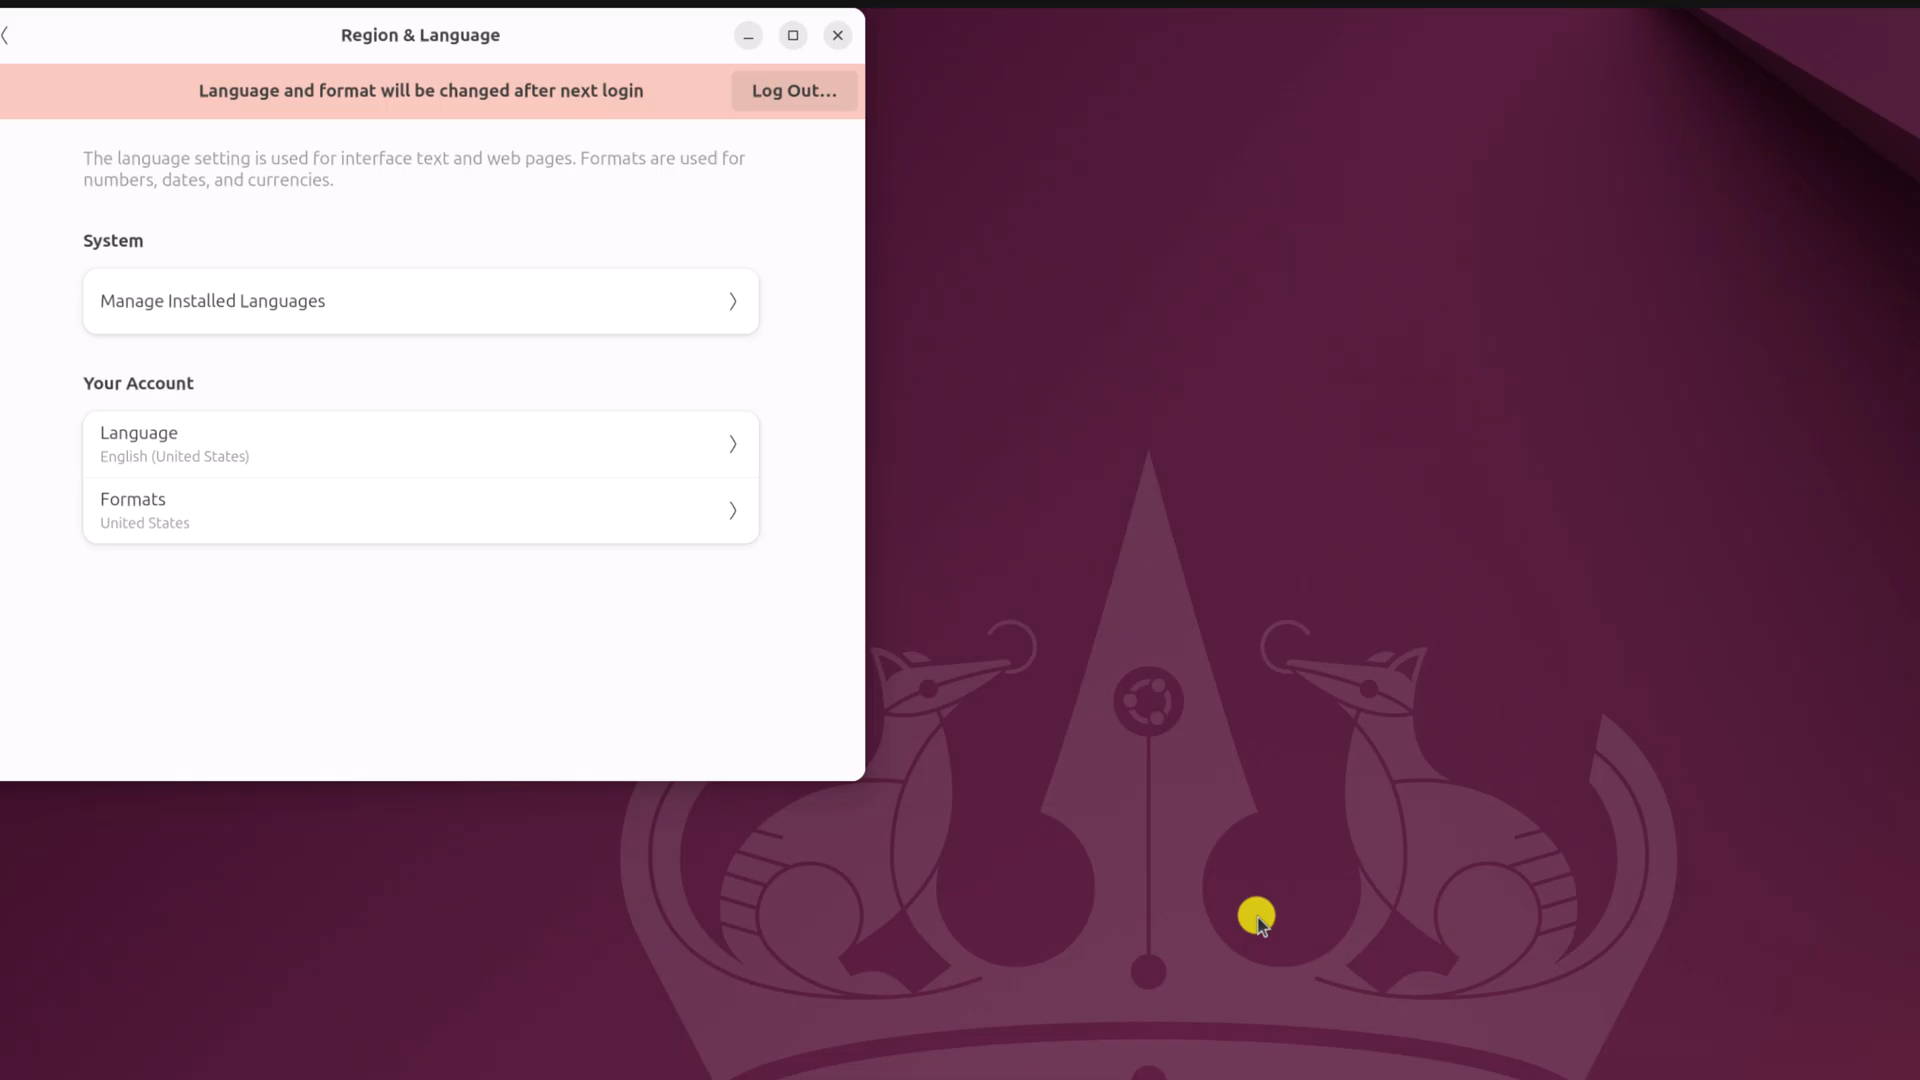 Region & Language
Language and format will be changed after next login
Log Out...
The language setting is used for interface text and web pages. Formats are used for
numbers, dates, and currencies.
System
Manage Installed Languages
Your Account
Language
English (United States)
Formats
United States